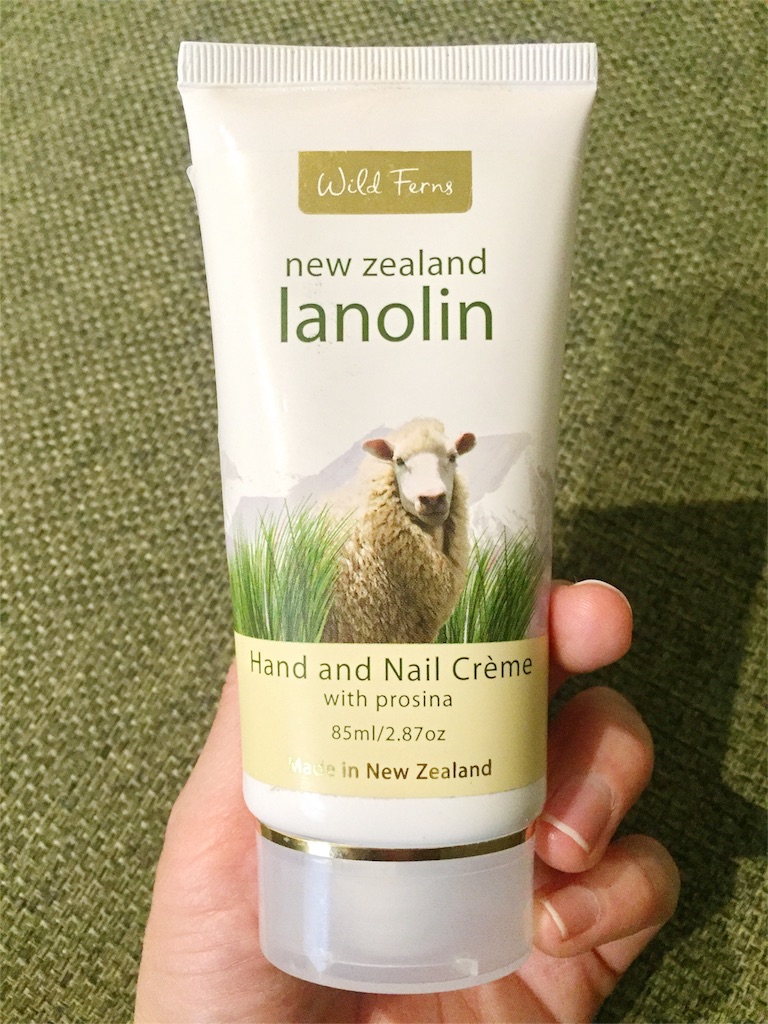 Wild Ferns
new zealand
lanolin
Hand and Nail Crème
with prosina
85ml/2.87oz
Made in New Zealand